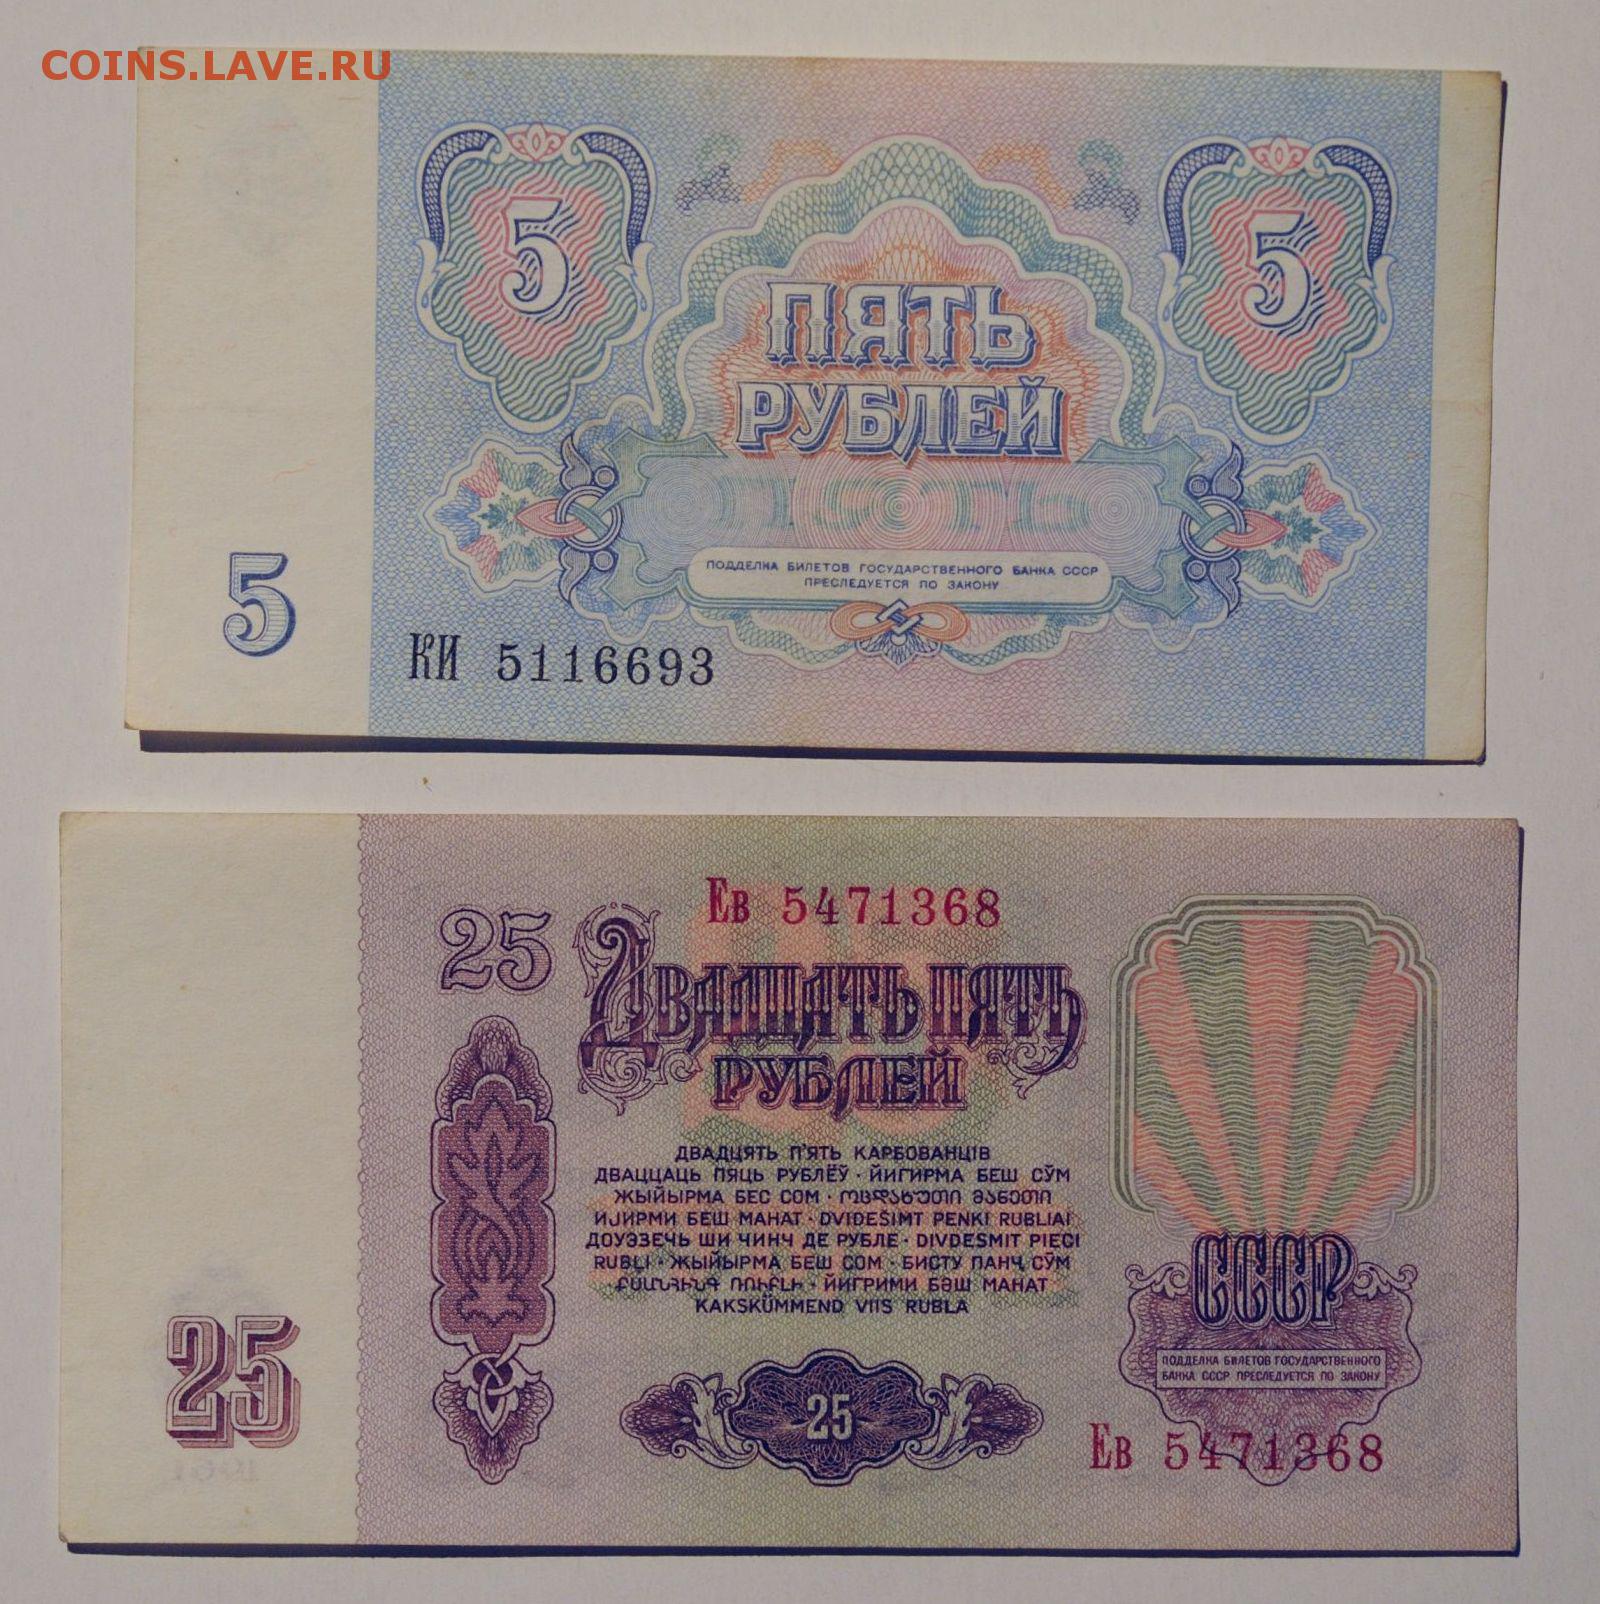 COINS.LAVE.RU
5
5
ПЯТЬ
РУБЛЕЙ
ПОДДЕЛКА БИЛЕТОВ ГОСУДАРСТВЕННОГО БАНКА СССР
ПРЕСЛЕДУЕТСЯ ПО ЗАКОНУ
5
КИ 5116693
Ев 5471368
25
ДВАДЦАТЬ ПЯТЬ
РУБЛЕЙ
ДВАДЦЯТЬ П'ЯТЬ КАРБОВАНЦІВ
ДВАЦЦАЦЬ ПЯЦЬ РУБЛЁЎ · ЙИГИРМА БЕШ СЎМ
ЖЫЙЫРМА БЕС СОМ · ᲝᲪᲓᲐᲮᲣᲗᲘ ᲛᲐᲜᲔᲗᲘ
ИЈИРМИ БЕШ МАНАТ · DVIDEŠIMT PENKI RUBLIAI
ДОУЭЗЕЧЬ ШИ ЧИНЧ ДЕ РУБЛЕ · DIVDESMIT PIECI
RUBĻI · ЖЫЙЫРМА БЕШ СОМ · БИСТУ ПАНҶ СЎМ
ՔՍԱՆՀԻՆԳ ՌՈՒԲԼԻ · ЙИГРИМИ БӘШ МАНАТ
KAKSKÜMMEND VIIS RUBLA
СССР
ПОДДЕЛКА БИЛЕТОВ ГОСУДАРСТВЕННОГО
БАНКА СССР ПРЕСЛЕДУЕТСЯ ПО ЗАКОНУ
25
25
Ев 5471368